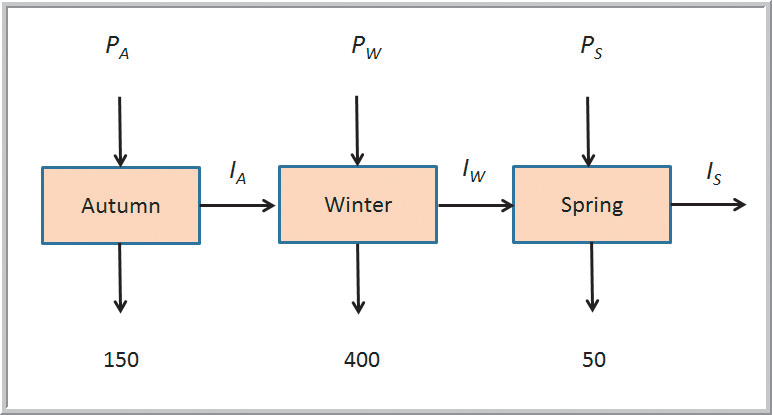 P_A P_W P_S
I_A I_W I_S
Autumn Winter Spring
150 400 50